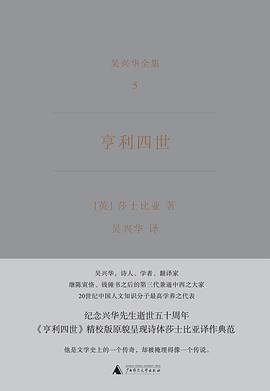 吴兴华全集
5
亨利四世
[英] 莎士比亚 著
吴兴华 译
吴兴华,诗人、学者、翻译家
继陈寅恪、钱锺书之后的第三代兼通中西之大家
20世纪中国人文知识分子最高学养之代表
纪念兴华先生逝世五十周年
《亨利四世》精校版原貌呈现诗体莎士比亚译作典范
他是文学史上的一个传奇,却被掩埋得像一个传说。
广西师范大学出版社